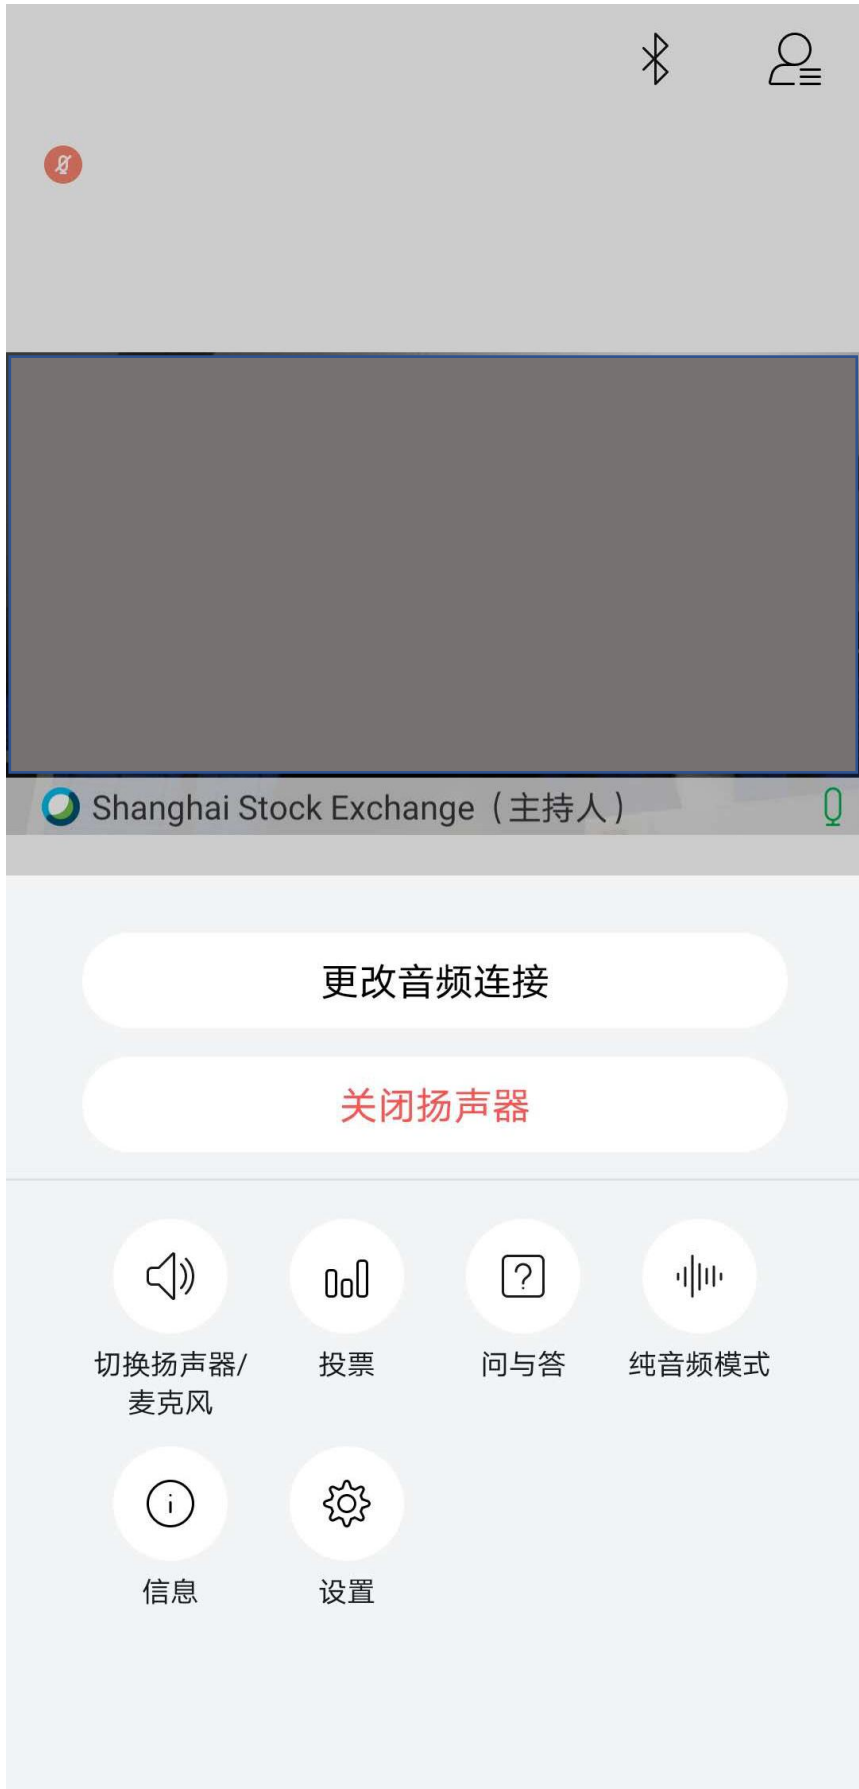 Shanghai Stock Exchange（主持人）
更改音频连接
关闭扬声器
切换扬声器/
麦克风
投票
问与答
纯音频模式
信息
设置